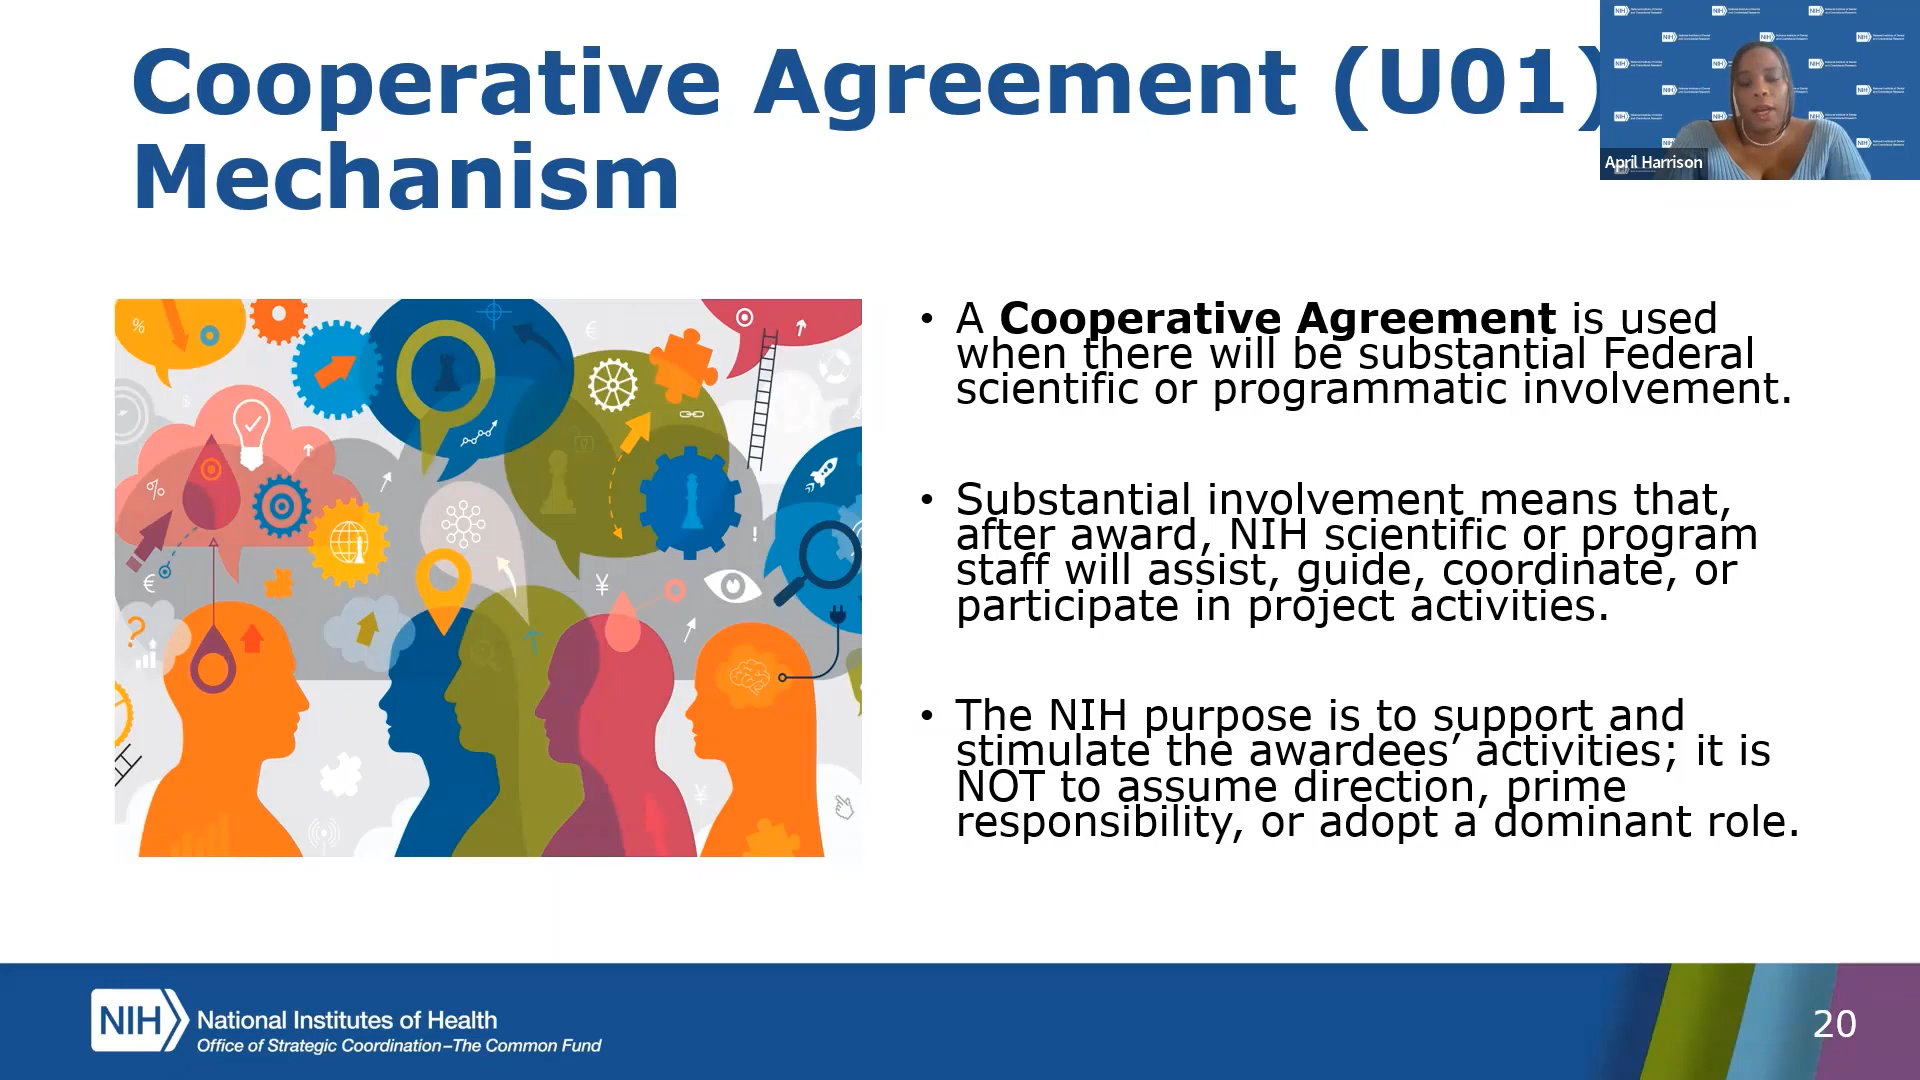 Cooperative Agreement (U01)
Mechanism
April Harrison
• A Cooperative Agreement is used
when there will be substantial Federal
scientific or programmatic involvement.
• Substantial involvement means that,
after award, NIH scientific or program
staff will assist, guide, coordinate, or
participate in project activities.
• The NIH purpose is to support and
stimulate the awardees’ activities; it is
NOT to assume direction, prime
responsibility, or adopt a dominant role.
NIH
National Institutes of Health
Office of Strategic Coordination–The Common Fund
20